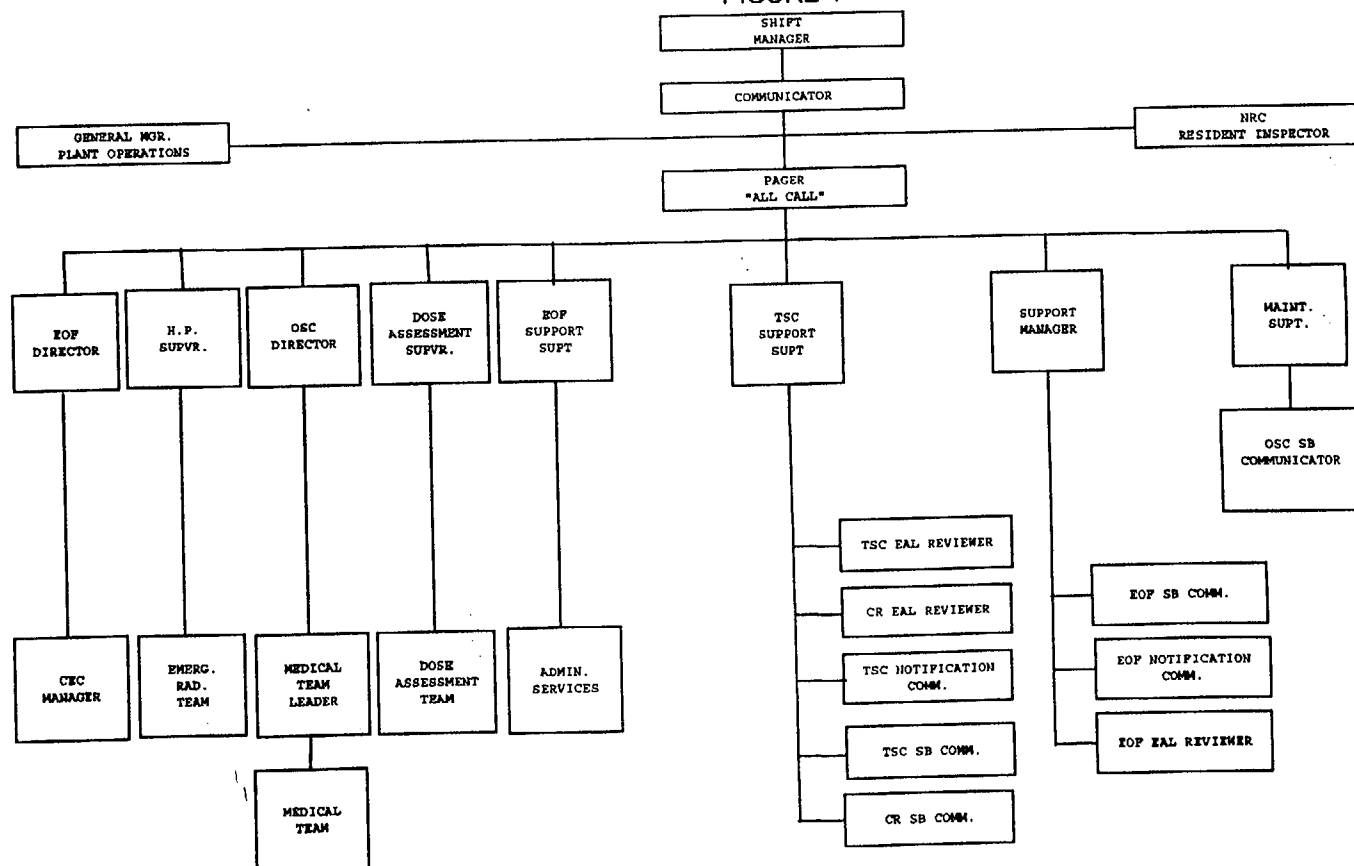 FIGURE 1
SHIFT
MANAGER
COMMUNICATOR
GENERAL MGR.
PLANT OPERATIONS
NRC
RESIDENT INSPECTOR
PAGER
"ALL CALL"
EOF
DIRECTOR
H.P.
SUPVR.
OSC
DIRECTOR
DOSE
ASSESSMENT
SUPVR.
EOF
SUPPORT
SUPT
TSC
SUPPORT
SUPT
SUPPORT
MANAGER
MAINT.
SUPT.
OSC SB
COMMUNICATOR
TSC EAL REVIEWER
CR EAL REVIEWER
TSC NOTIFICATION
COMM.
TSC SB COMM.
CR SB COMM.
EOF SB COMM.
EOF NOTIFICATION
COMM.
EOF EAL REVIEWER
CEC
MANAGER
EMERG.
RAD.
TEAM
MEDICAL
TEAM
LEADER
DOSE
ASSESSMENT
TEAM
ADMIN.
SERVICES
MEDICAL
TEAM